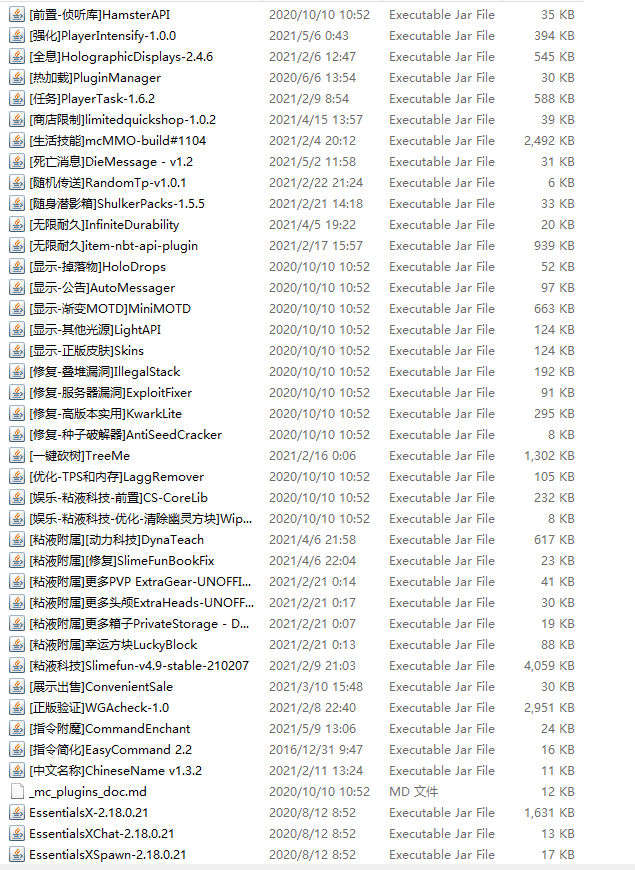 [前置-侦听库]HamsterAPI 2020/10/10 10:52 Executable Jar File 35 KB
[强化]PlayerIntensify-1.0.0 2021/5/6 0:43 Executable Jar File 394 KB
[全息]HolographicDisplays-2.4.6 2021/2/6 12:47 Executable Jar File 545 KB
[热加载]PluginManager 2020/6/6 13:54 Executable Jar File 30 KB
[任务]PlayerTask-1.6.2 2021/2/9 8:54 Executable Jar File 588 KB
[商店限制]limitedquickshop-1.0.2 2021/4/15 13:57 Executable Jar File 39 KB
[生活技能]mcMMO-build#1104 2021/2/4 20:12 Executable Jar File 2,492 KB
[死亡消息]DieMessage - v1.2 2021/5/2 11:58 Executable Jar File 31 KB
[随机传送]RandomTp-v1.0.1 2021/2/22 21:24 Executable Jar File 6 KB
[随身潜影箱]ShulkerPacks-1.5.5 2021/2/21 14:18 Executable Jar File 33 KB
[无限耐久]InfiniteDurability 2021/4/5 19:22 Executable Jar File 20 KB
[无限耐久]item-nbt-api-plugin 2021/2/17 15:57 Executable Jar File 939 KB
[显示-掉落物]HoloDrops 2020/10/10 10:52 Executable Jar File 52 KB
[显示-公告]AutoMessager 2020/10/10 10:52 Executable Jar File 97 KB
[显示-渐变MOTD]MiniMOTD 2020/10/10 10:52 Executable Jar File 663 KB
[显示-其他光源]LightAPI 2020/10/10 10:52 Executable Jar File 124 KB
[显示-正版皮肤]Skins 2020/10/10 10:52 Executable Jar File 124 KB
[修复-叠堆漏洞]IllegalStack 2020/10/10 10:52 Executable Jar File 192 KB
[修复-服务器漏洞]ExploitFixer 2020/10/10 10:52 Executable Jar File 91 KB
[修复-高版本实用]KwarkLite 2020/10/10 10:52 Executable Jar File 295 KB
[修复-种子破解器]AntiSeedCracker 2020/10/10 10:52 Executable Jar File 8 KB
[一键砍树]TreeMe 2021/2/16 0:06 Executable Jar File 1,302 KB
[优化-TPS和内存]LaggRemover 2020/10/10 10:52 Executable Jar File 105 KB
[娱乐-粘液科技-前置]CS-CoreLib 2020/10/10 10:52 Executable Jar File 232 KB
[娱乐-粘液科技-优化-清除幽灵方块]Wip... 2020/10/10 10:52 Executable Jar File 8 KB
[粘液附属][动力科技]DynaTeach 2021/4/6 21:58 Executable Jar File 617 KB
[粘液附属][修复]SlimeFunBookFix 2021/4/6 22:04 Executable Jar File 23 KB
[粘液附属]更多PVP ExtraGear-UNOFFI... 2021/2/21 0:14 Executable Jar File 41 KB
[粘液附属]更多头颅ExtraHeads-UNOFF... 2021/2/21 0:17 Executable Jar File 30 KB
[粘液附属]更多箱子PrivateStorage - D... 2021/2/21 0:07 Executable Jar File 19 KB
[粘液附属]幸运方块LuckyBlock 2021/2/21 0:13 Executable Jar File 88 KB
[粘液科技]Slimefun-v4.9-stable-210207 2021/2/9 21:03 Executable Jar File 4,059 KB
[展示出售]ConvenientSale 2021/3/10 15:48 Executable Jar File 30 KB
[正版验证]WGAcheck-1.0 2021/2/8 22:40 Executable Jar File 2,951 KB
[指令附魔]CommandEnchant 2021/5/9 13:06 Executable Jar File 24 KB
[指令简化]EasyCommand 2.2 2016/12/31 9:47 Executable Jar File 16 KB
[中文名称]ChineseName v1.3.2 2021/2/11 13:24 Executable Jar File 11 KB
_mc_plugins_doc.md 2020/10/10 10:52 MD 文件 12 KB
EssentialsX-2.18.0.21 2020/8/12 8:52 Executable Jar File 1,631 KB
EssentialsXChat-2.18.0.21 2020/8/12 8:52 Executable Jar File 13 KB
EssentialsXSpawn-2.18.0.21 2020/8/12 8:52 Executable Jar File 17 KB